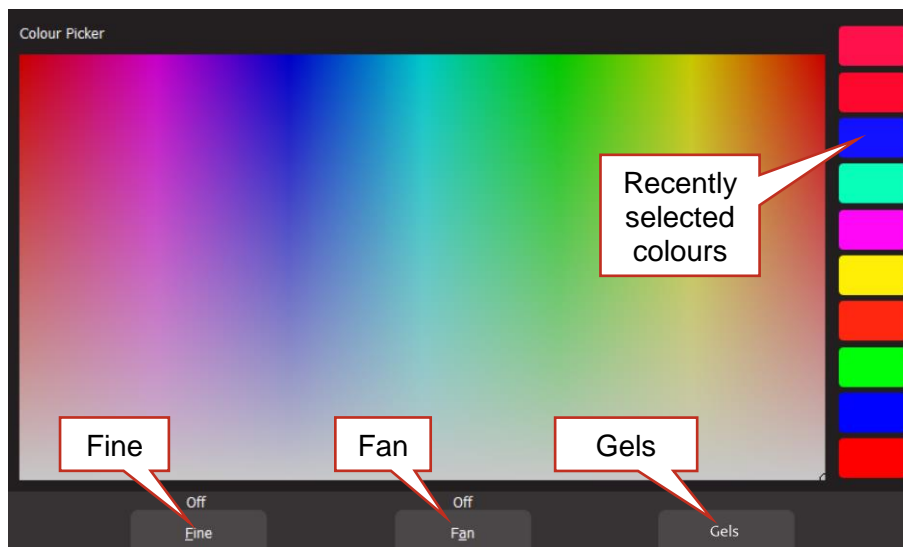 Colour Picker
Recently
selected
colours
Fine
Fan
Gels
Off
Off
Fine
Fan
Gels